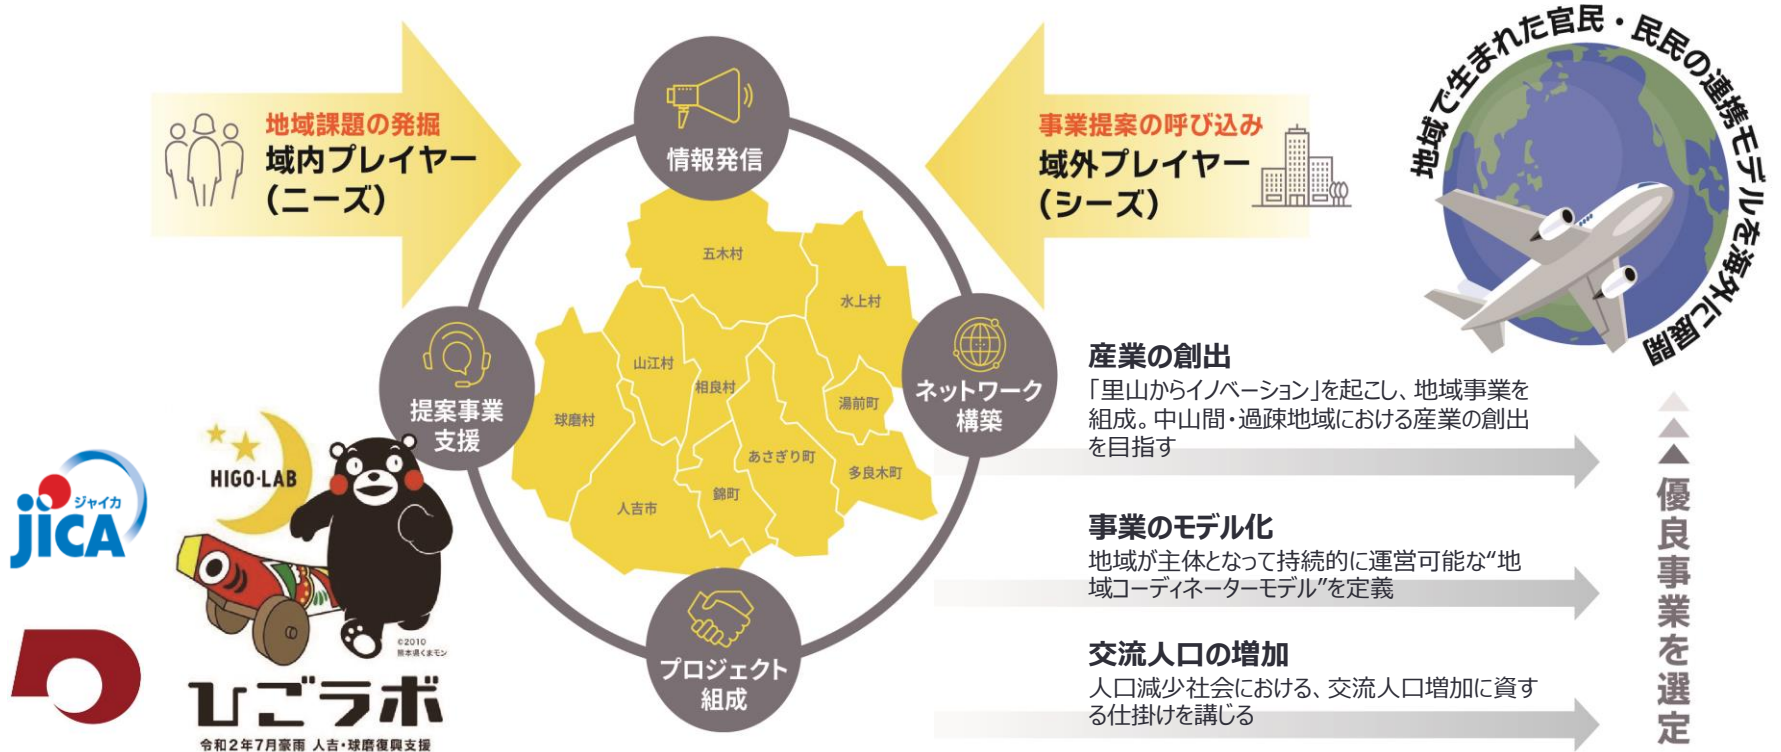 地域課題の発掘
域内プレイヤー
(ニーズ)
情報発信
事業提案の呼び込み
域外プレイヤー
(シーズ)
地域で生まれた官民・民民の連携モデルを海外に展開
五木村
水上村
山江村
相良村
湯前町
球磨村
あさぎり町
多良木町
錦町
人吉市
提案事業
支援
ネットワーク
構築
プロジェクト
組成
産業の創出
「里山からイノベーション」を起こし、地域事業を
組成。中山間・過疎地域における産業の創出
を目指す
事業のモデル化
地域が主体となって持続的に運営可能な“地
域コーディネーターモデル”を定義
交流人口の増加
人口減少社会における、交流人口増加に資す
る仕掛けを講じる
優良事業を選定
ジャイカ
jICA
HIGO-LAB
©2010
熊本県くまモン
ひごラボ
令和2年7月豪雨 人吉・球磨復興支援